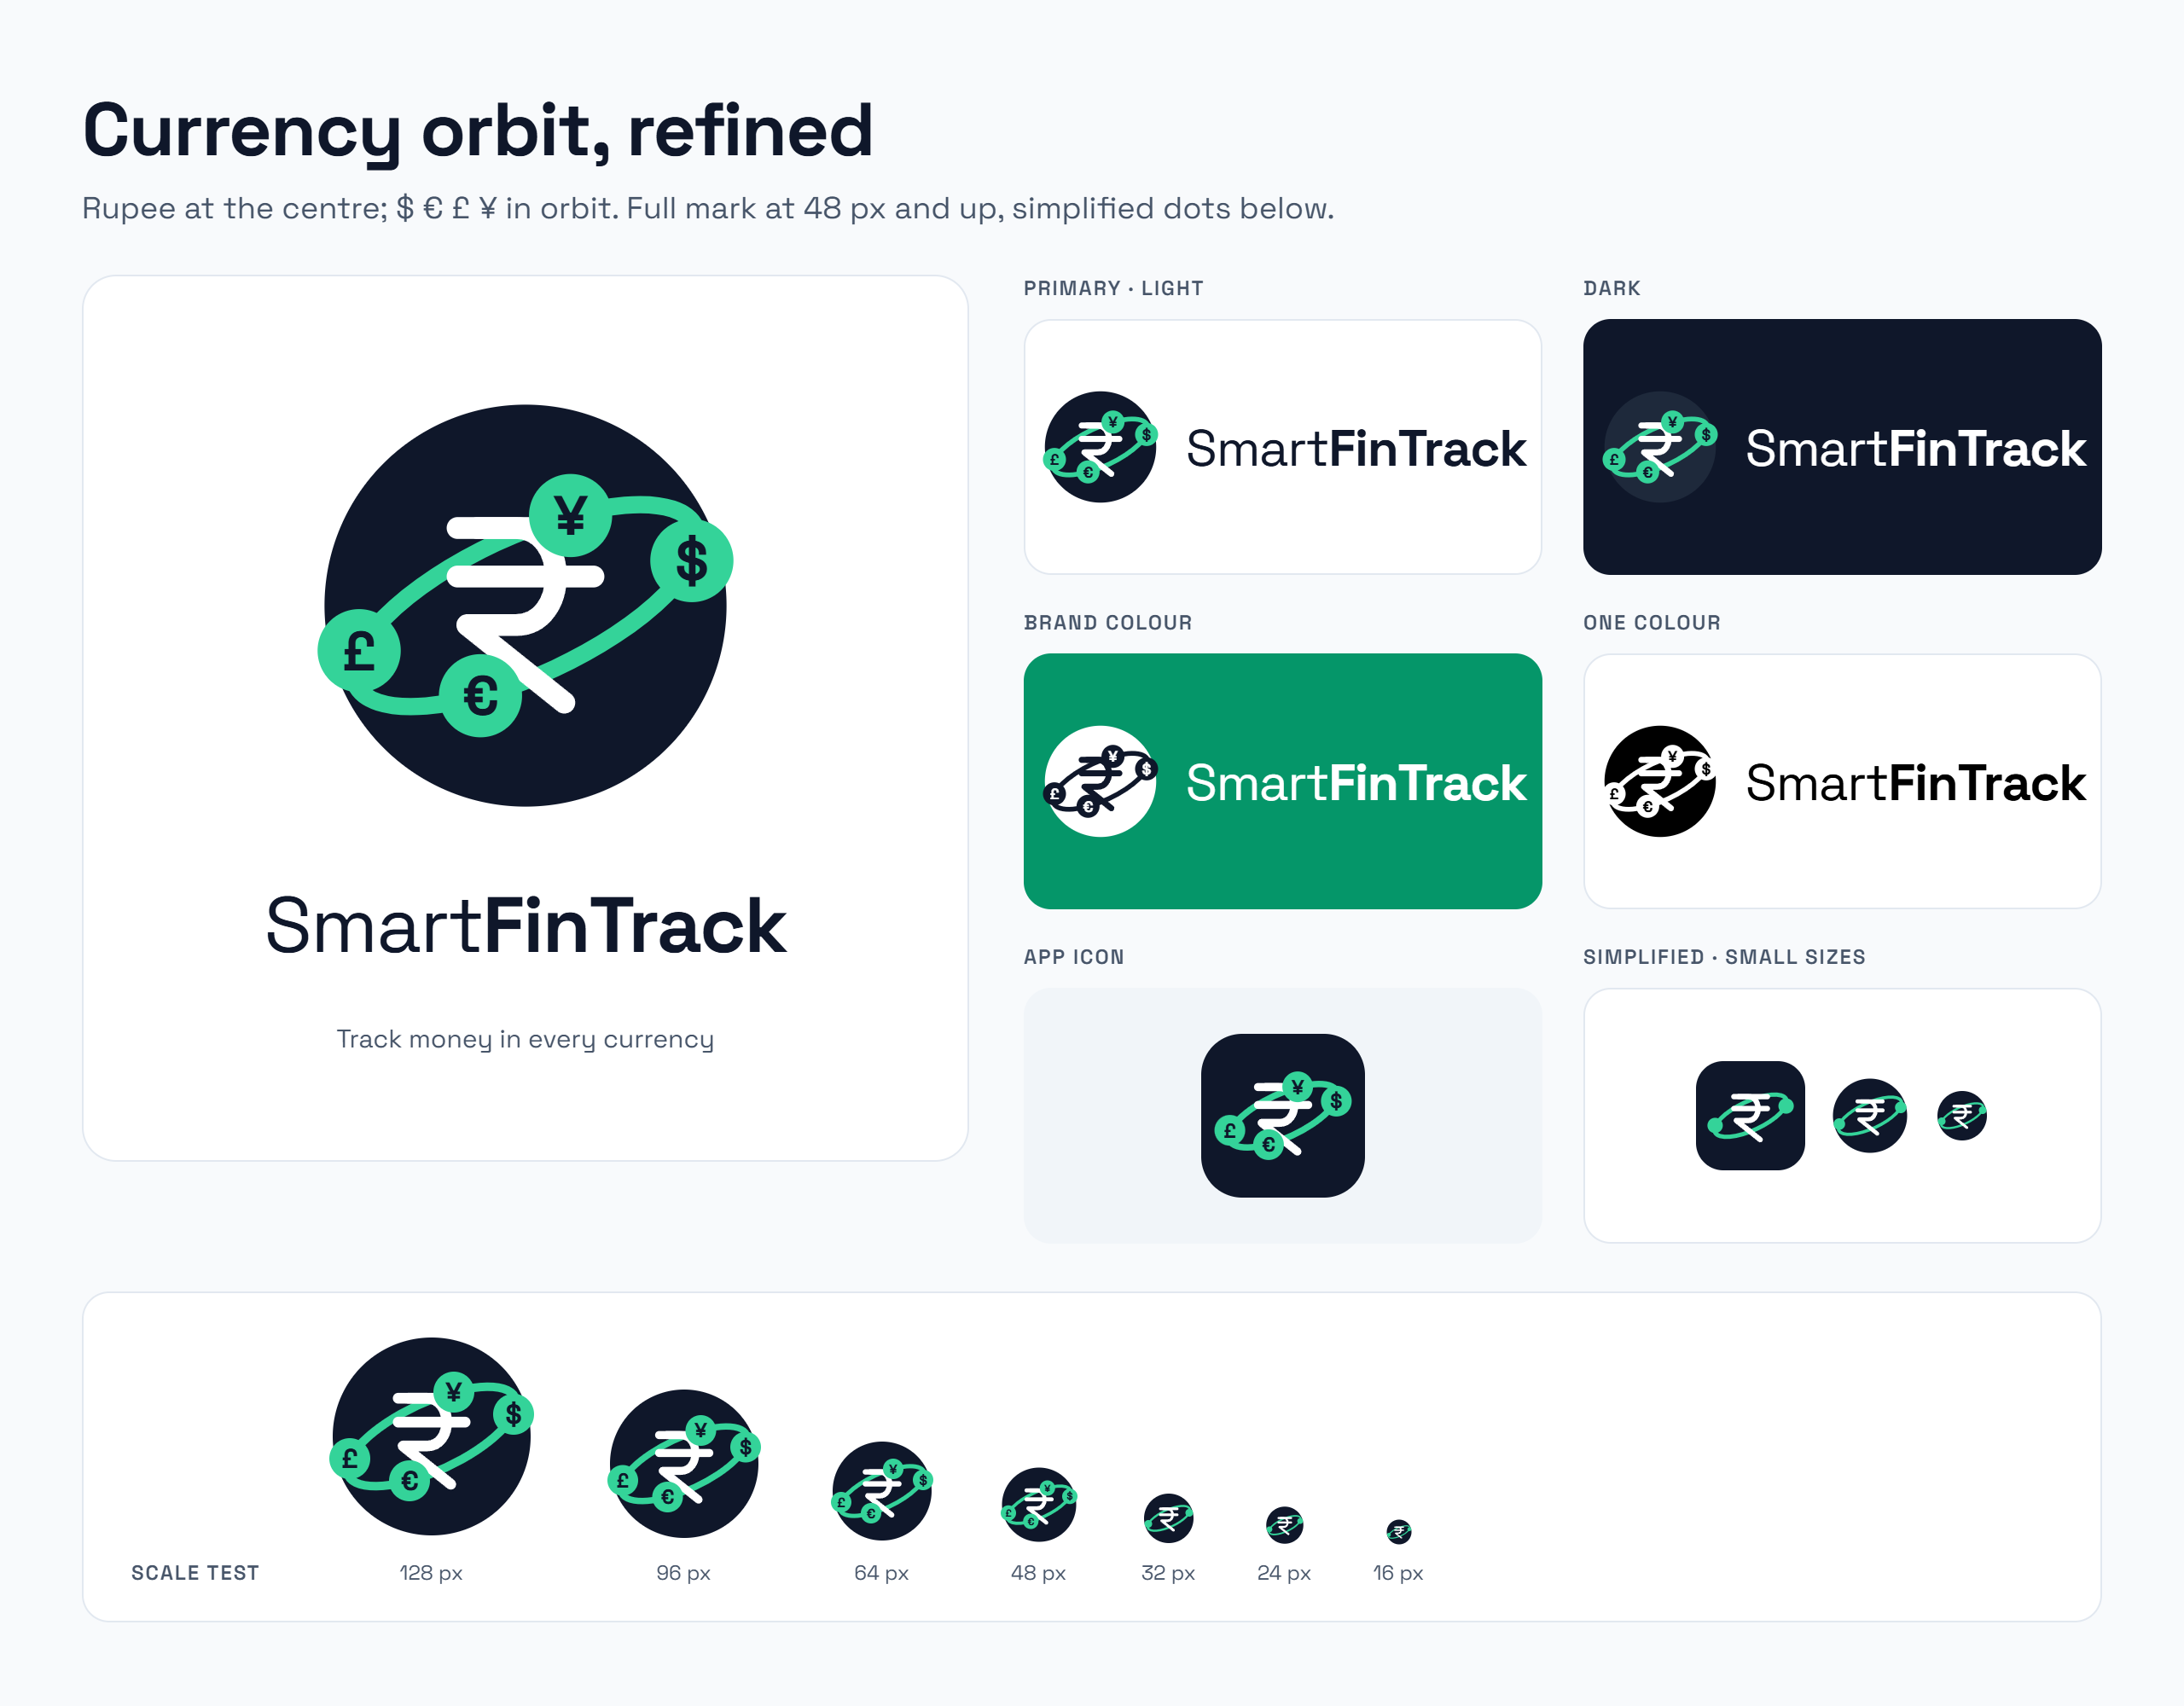 Currency orbit, refined
Rupee at the centre; $ € £ ¥ in orbit. Full mark at 48 px and up, simplified dots below.
¥
$
₹
£
€
SmartFinTrack
Track money in every currency
PRIMARY · LIGHT
¥
$
₹
£
€
SmartFinTrack
DARK
¥
$
₹
£
€
SmartFinTrack
BRAND COLOUR
¥
$
₹
£
€
SmartFinTrack
ONE COLOUR
¥
$
₹
£
€
SmartFinTrack
APP ICON
¥
$
₹
£
€
SIMPLIFIED · SMALL SIZES
₹ ₹ ₹
¥ $ ₹ £ €
¥ $ ₹ £ €
¥ $ ₹ £ €
¥ $ ₹ £ €
₹ ₹ ₹
SCALE TEST 128 px 96 px 64 px 48 px 32 px 24 px 16 px